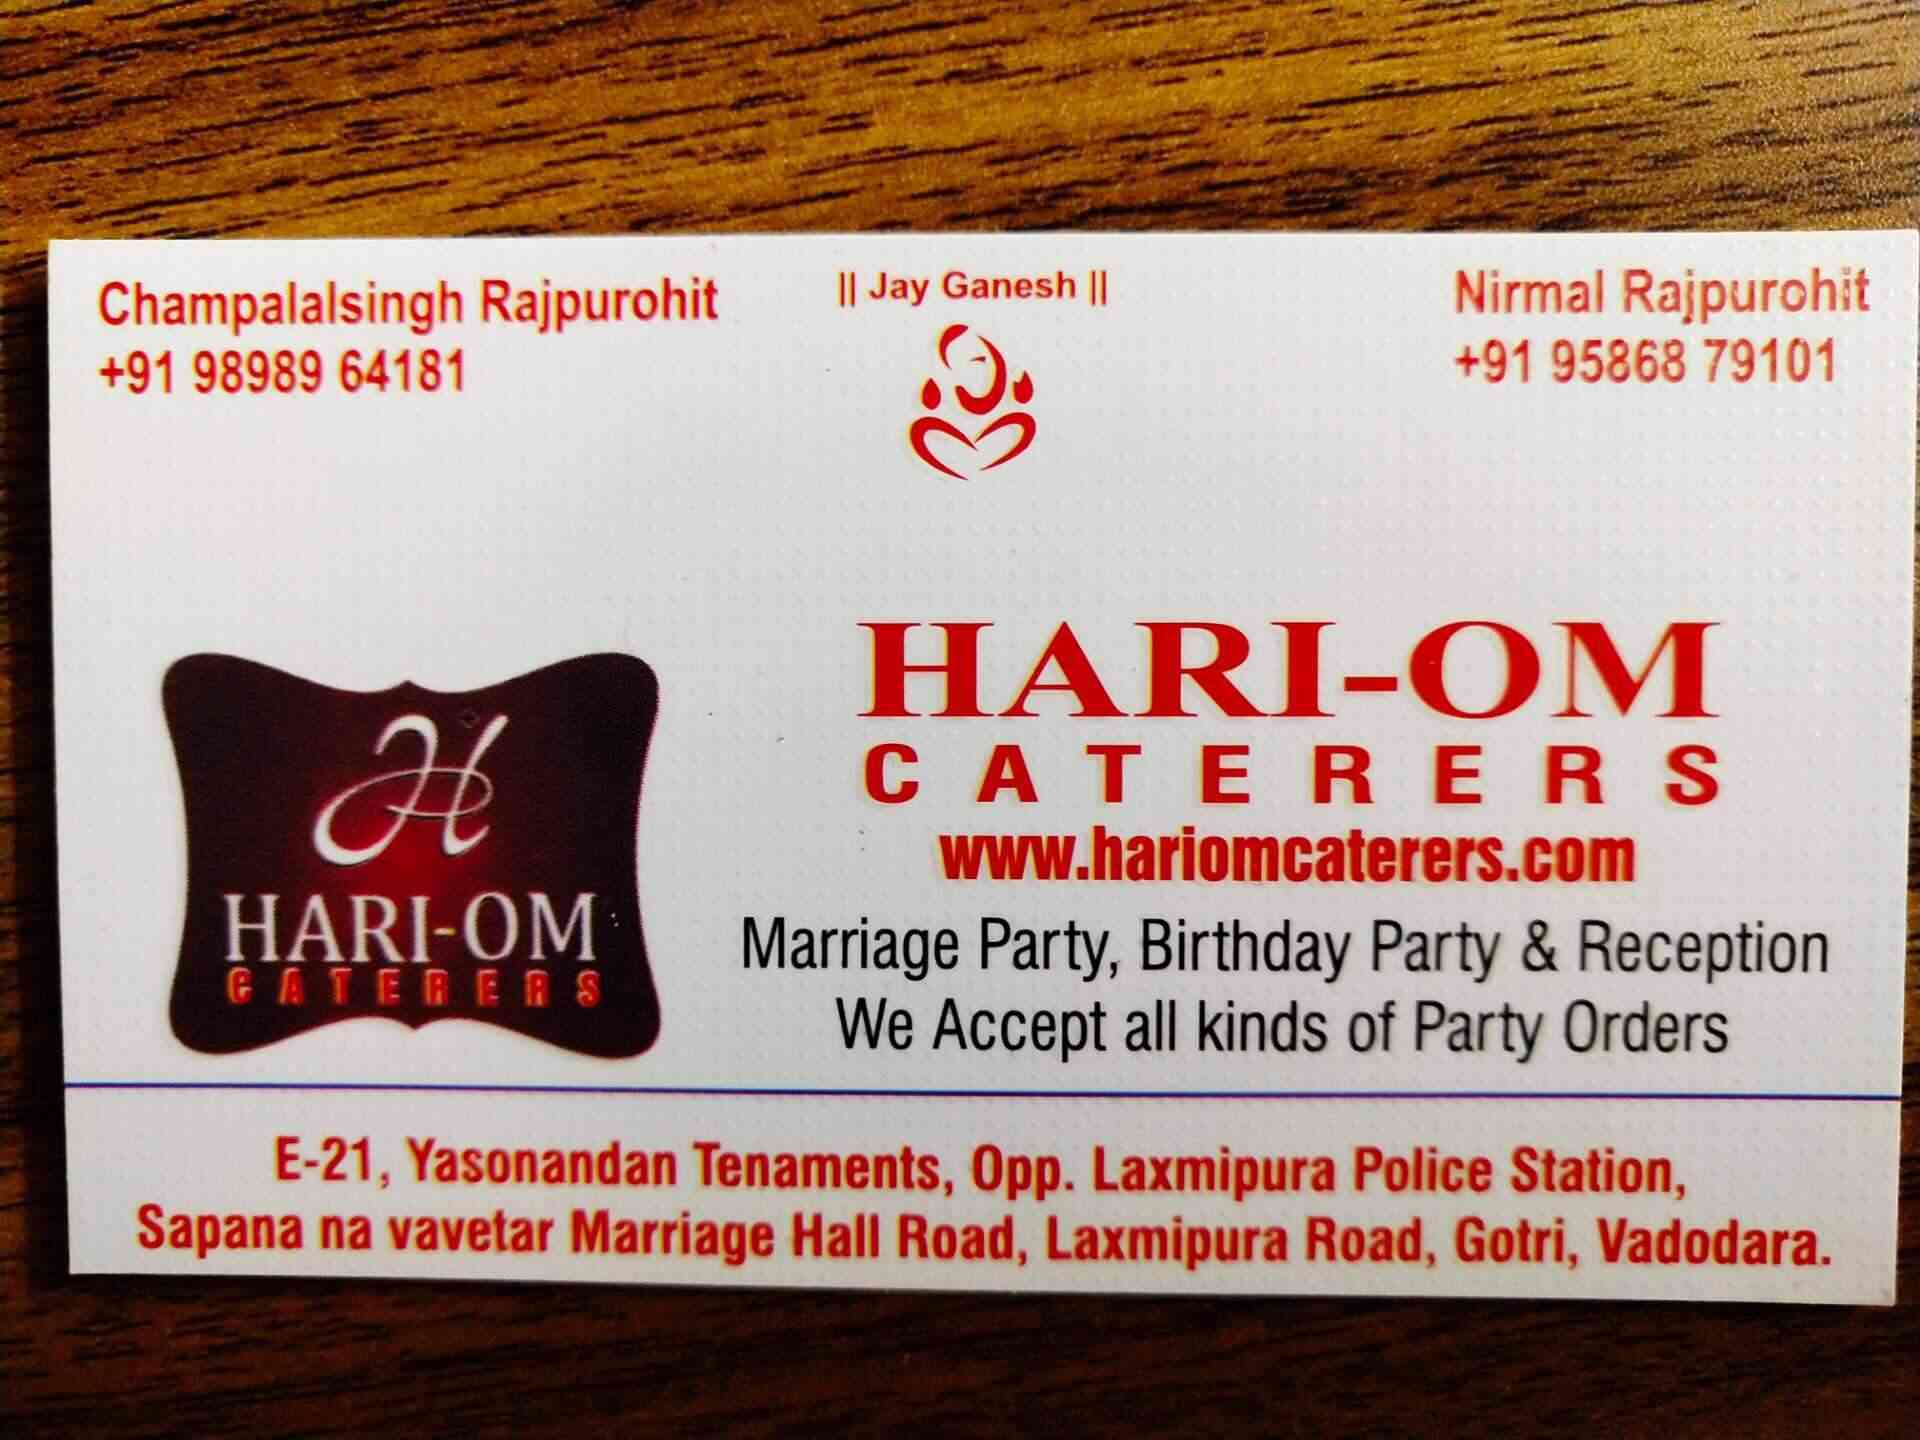 Champalalsingh Rajpurohit
+91 98989 64181
|| Jay Ganesh ||
Nirmal Rajpurohit
+91 95868 79101
H
HARI-OM
CATERERS
HARI-OM
CATERERS
www.hariomcaterers.com
Marriage Party, Birthday Party & Reception
We Accept all kinds of Party Orders
E-21, Yasonandan Tenaments, Opp. Laxmipura Police Station,
Sapana na vavetar Marriage Hall Road, Laxmipura Road, Gotri, Vadodara.